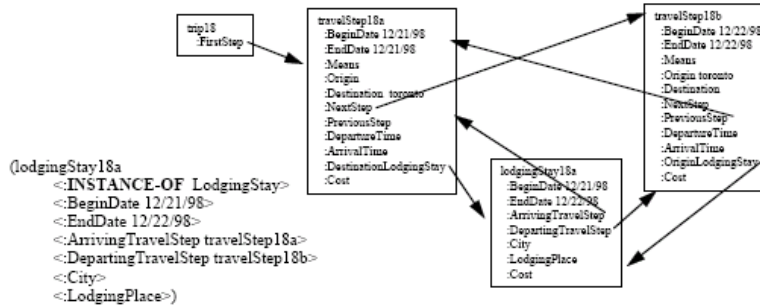 trip18
:FirstStep
travelStep18a
:BeginDate 12/21/98
:EndDate 12/21/98
:Means
:Origin
:Destination toronto
:NextStep
:PreviousStep
:DepartureTime
:ArrivalTime
:DestinationLodgingStay
:Cost
travelStep18b
:BeginDate 12/22/98
:EndDate 12/22/98
:Means
:Origin toronto
:Destination
:NextStep
:PreviousStep
:DepartureTime
:ArrivalTime
:OriginLodgingStay
:Cost
lodgingStay18a
:BeginDate 12/21/98
:EndDate 12/22/98
:ArrivingTravelStep
:DepartingTravelStep
:City
:LodgingPlace
:Cost
(lodgingStay18a
<:INSTANCE-OF LodgingStay>
<:BeginDate 12/21/98>
<:EndDate 12/22/98>
<:ArrivingTravelStep travelStep18a>
<:DepartingTravelStep travelStep18b>
<:City>
<:LodgingPlace>)